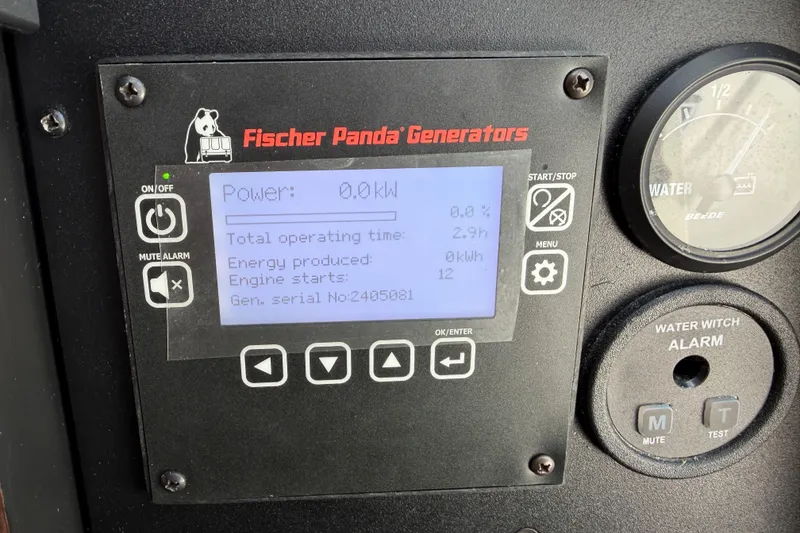 Fischer Panda® Generators
ON/OFF
MUTE ALARM
Power: 0.0kW
0.0 %
Total operating time: 2.9h
Energy produced: 0kWh
Engine starts: 12
Gen. serial No:2405081
START/STOP
MENU
OK/ENTER
1/2
WATER
BEEDE
WATER WITCH
ALARM
M
MUTE
T
TEST